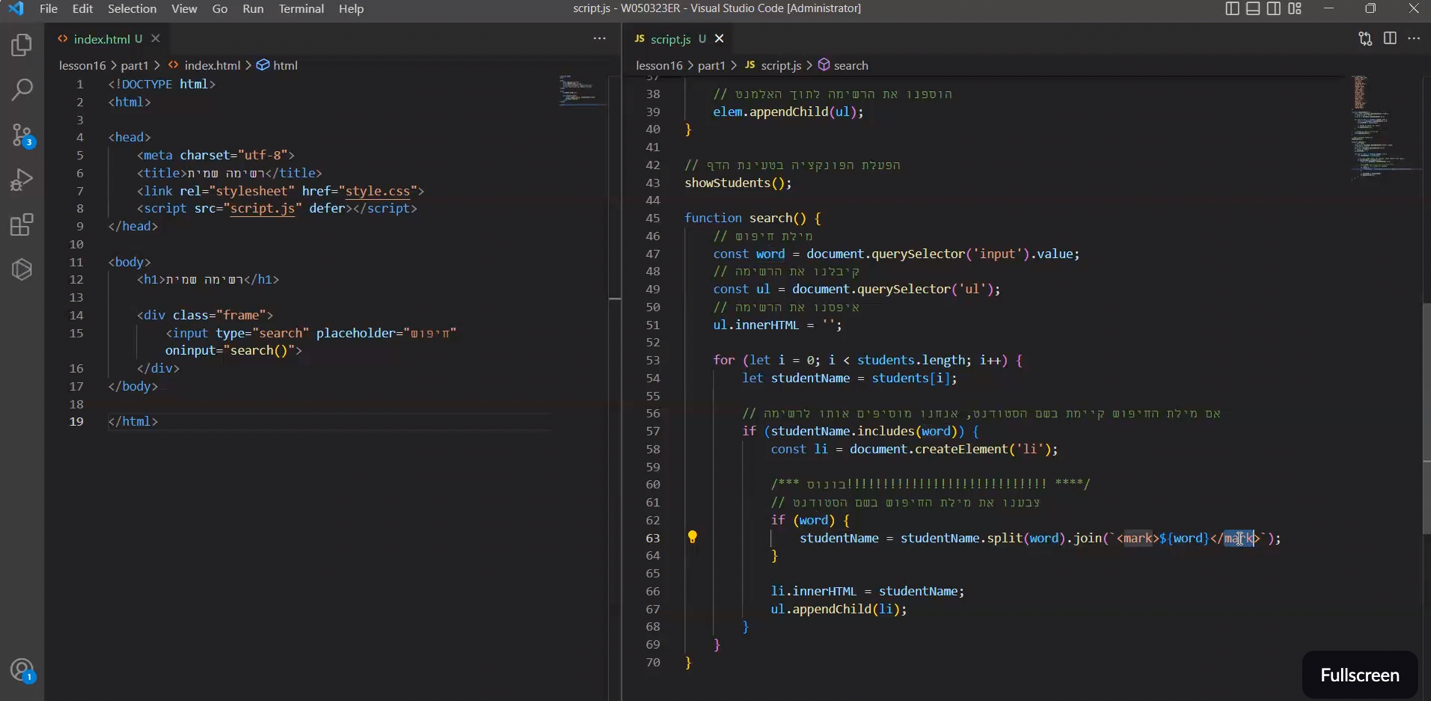 File Edit Selection View Go Run Terminal Help
script.js - W050323ER - Visual Studio Code [Administrator]
index.html U
lesson16 > part1 > index.html > html
1 <!DOCTYPE html>
2 <html>
3
4 <head>
5 <meta charset="utf-8">
6 <title>רשימה שמית</title>
7 <link rel="stylesheet" href="style.css">
8 <script src="script.js" defer></script>
9 </head>
10
11 <body>
12 <h1>רשימה שמית</h1>
13
14 <div class="frame">
15 <input type="search" placeholder="חיפוש"
oninput="search()">
16 </div>
17 </body>
18
19 </html>
JS script.js U
lesson16 > part1 > JS script.js > search
37
38 // הוספנו את הרשימה לתוך האלמנט
39 elem.appendChild(ul);
40 }
41
42 // הפעלת הפונקציה בטעינת הדף
43 showStudents();
44
45 function search() {
46 // מילת חיפוש
47 const word = document.querySelector('input').value;
48 // קיבלנו את הרשימה
49 const ul = document.querySelector('ul');
50 // איפסנו את הרשימה
51 ul.innerHTML = '';
52
53 for (let i = 0; i < students.length; i++) {
54 let studentName = students[i];
55
56 // אם מילת החיפוש קיימת בשם הסטודנט, אנחנו מוסיפים אותו לרשימה
57 if (studentName.includes(word)) {
58 const li = document.createElement('li');
59
60 /*** בונוס!!!!!!!!!!!!!!!!!!!!!!!!!!!! ****/
61 // צבענו את מילת החיפוש בשם הסטודנט
62 if (word) {
63 studentName = studentName.split(word).join(`<mark>${word}</mark>`);
64 }
65
66 li.innerHTML = studentName;
67 ul.appendChild(li);
68 }
69 }
70 }
3
1
Fullscreen